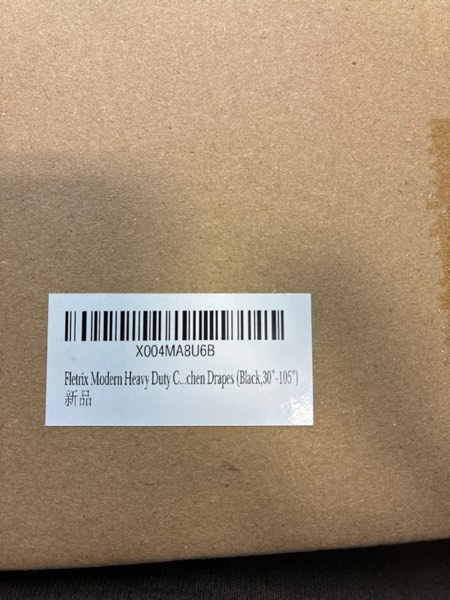 X004MA8U6B
Fletrix Modern Heavy Duty C...chen Drapes (Black,30"-105")
新品